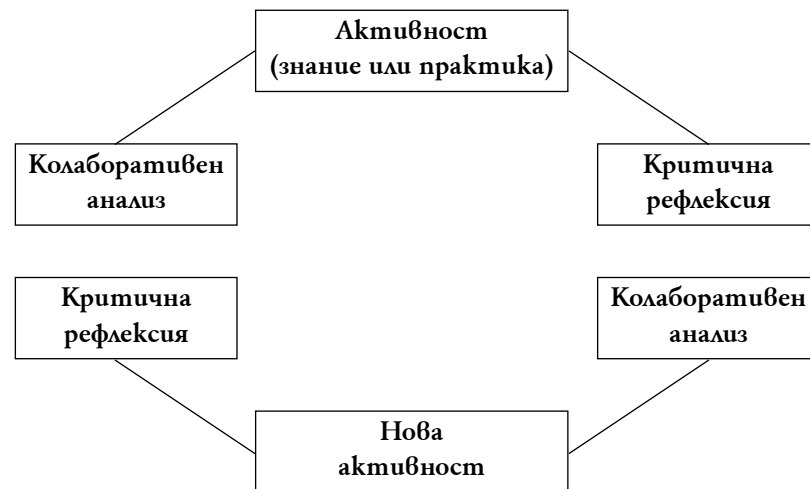 Активност
(знание или практика)
Колаборативен
анализ
Критична
рефлексия
Критична
рефлексия
Колаборативен
анализ
Нова
активност